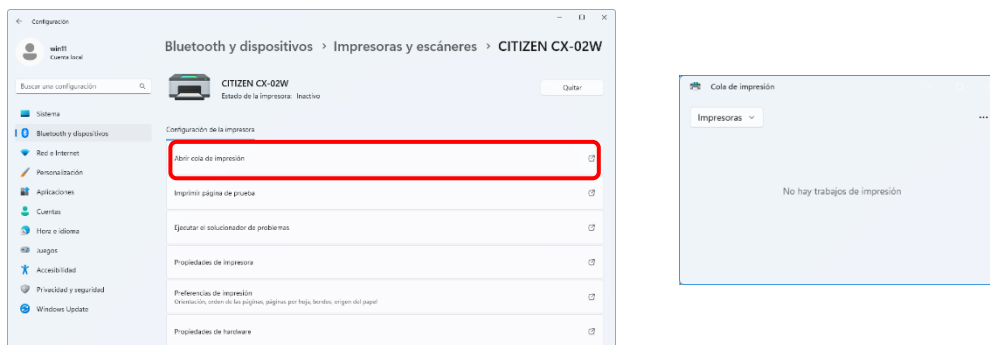 Configuración
win11
Cuenta local
Buscar una configuración
Sistema
Bluetooth y dispositivos
Red e Internet
Personalización
Aplicaciones
Cuentas
Hora e idioma
Juegos
Accesibilidad
Privacidad y seguridad
Windows Update
Bluetooth y dispositivos > Impresoras y escáneres > CITIZEN CX-02W
CITIZEN CX-02W
Estado de la impresora: Inactivo
Quitar
Configuración de la impresora
Abrir cola de impresión
Imprimir página de prueba
Ejecutar el solucionador de problemas
Propiedades de impresora
Preferencias de impresión
Orientación, orden de las páginas, páginas por hoja, bordes, origen del papel
Propiedades de hardware
Cola de impresión
Impresoras
No hay trabajos de impresión